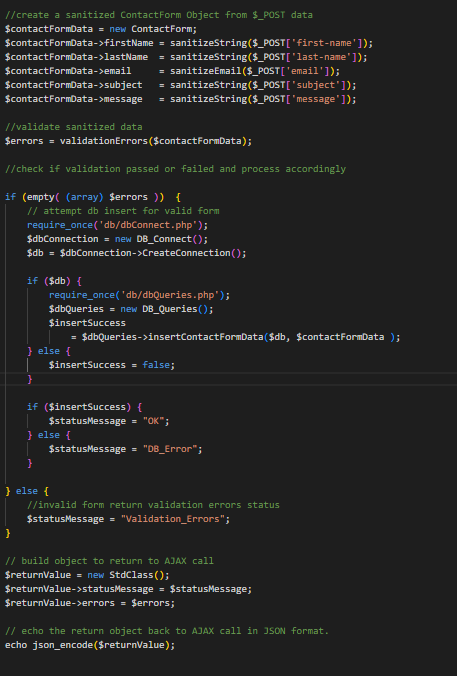 //create a sanitized ContactForm Object from $_POST data
$contactFormData = new ContactForm;
$contactFormData->firstName = sanitizeString($_POST['first-name']);
$contactFormData->lastName  = sanitizeString($_POST['last-name']);
$contactFormData->email     = sanitizeEmail($_POST['email']);
$contactFormData->subject   = sanitizeString($_POST['subject']);
$contactFormData->message   = sanitizeString($_POST['message']);

//validate sanitized data
$errors = validationErrors($contactFormData);

//check if validation passed or failed and process accordingly

if (empty( (array) $errors ))  {
    // attempt db insert for valid form
    require_once('db/dbConnect.php');
    $dbConnection = new DB_Connect();
    $db = $dbConnection->CreateConnection();

    if ($db) {
        require_once('db/dbQueries.php');
        $dbQueries = new DB_Queries();
        $insertSuccess
            = $dbQueries->insertContactFormData($db, $contactFormData );
    } else {
        $insertSuccess = false;
    }

    if ($insertSuccess) {
        $statusMessage = "OK";
    } else {
        $statusMessage = "DB_Error";
    }

} else {
    //invalid form return validation errors status
    $statusMessage = "Validation_Errors";
}

// build object to return to AJAX call
$returnValue = new StdClass();
$returnValue->statusMessage = $statusMessage;
$returnValue->errors = $errors;

// echo the return object back to AJAX call in JSON format.
echo json_encode($returnValue);